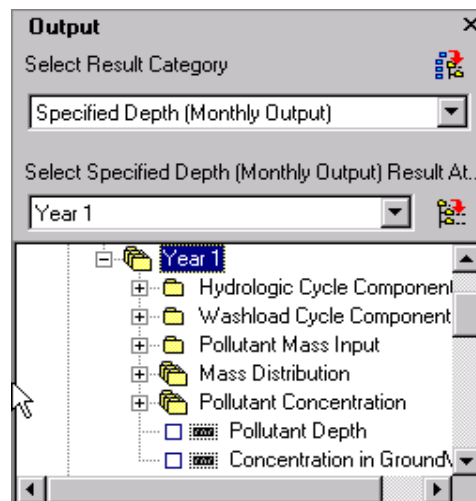 Output
Select Result Category
Specified Depth (Monthly Output)
Select Specified Depth (Monthly Output) Result At..
Year 1
Year 1
Hydrologic Cycle Component
Washload Cycle Component
Pollutant Mass Input
Mass Distribution
Pollutant Concentration
Pollutant Depth
Concentration in Ground